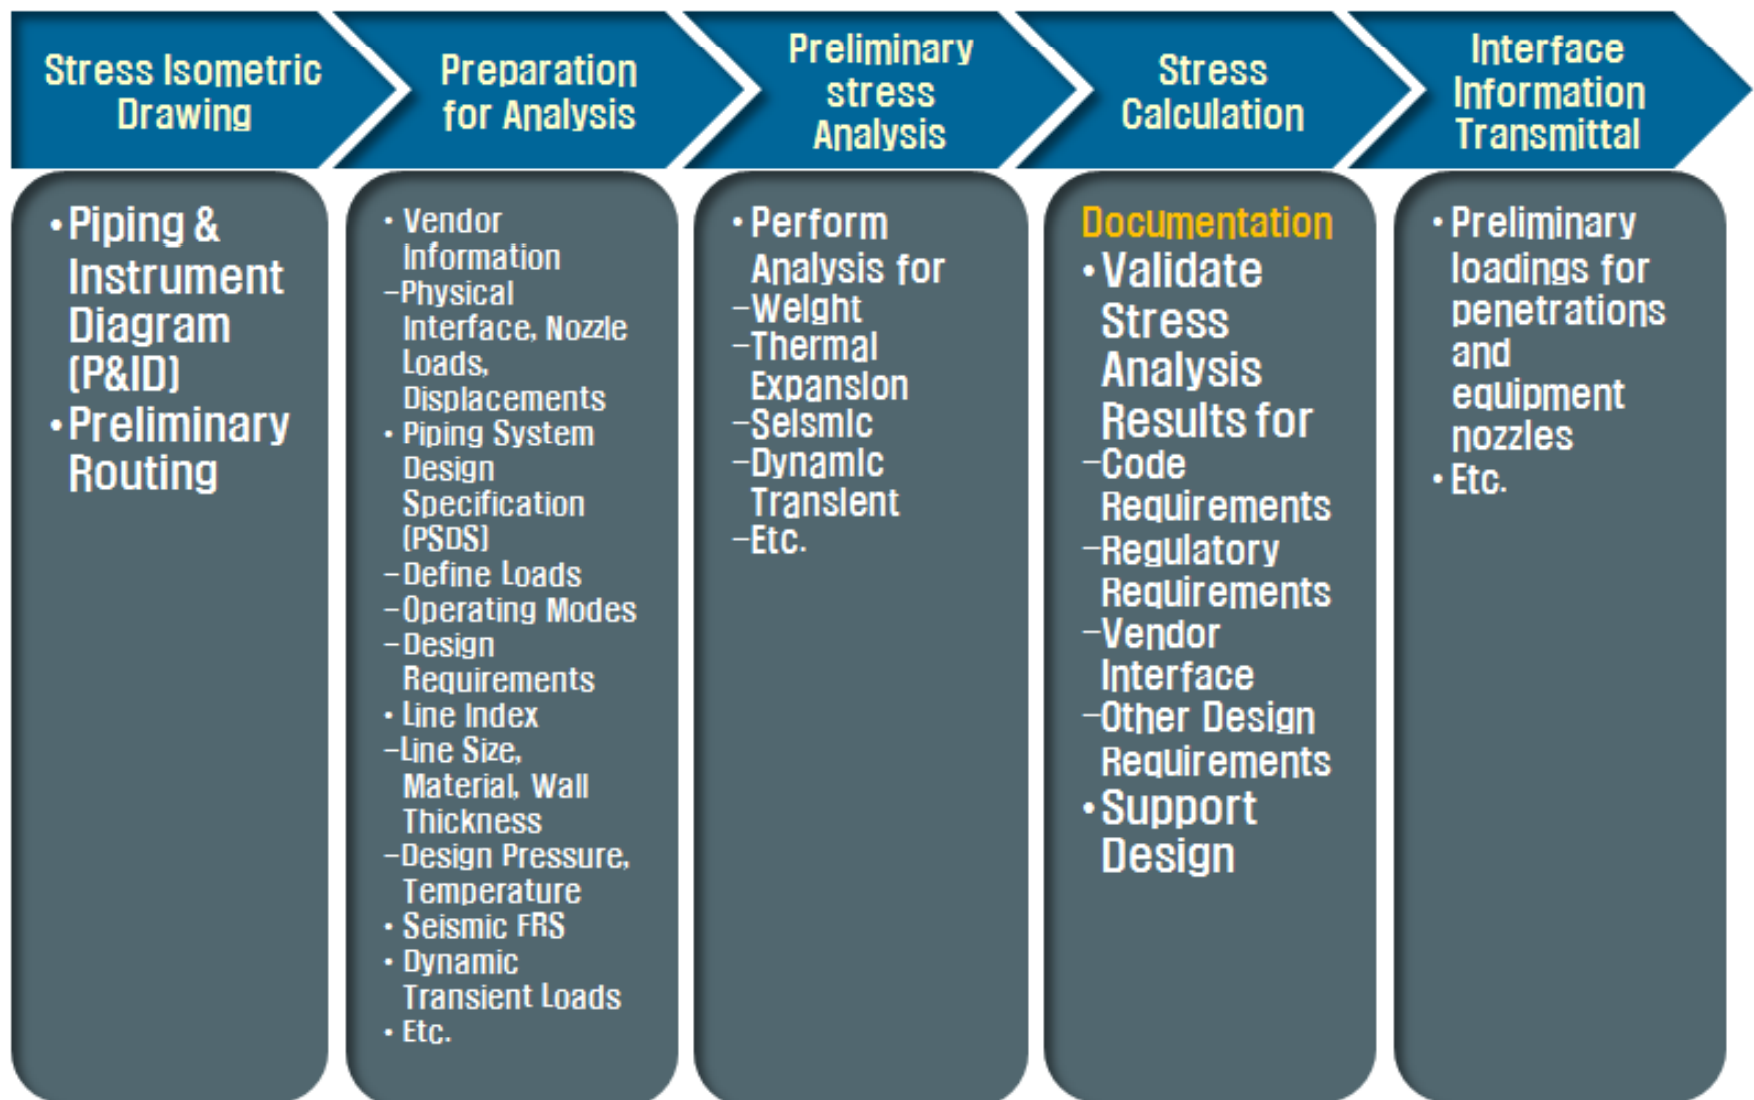 Stress Isometric
Drawing
Preparation
for Analysis
Preliminary
stress
Analysis
Stress
Calculation
Interface
Information
Transmittal
•Piping &
Instrument
Diagram
(P&ID)
•Preliminary
Routing
• Vendor
Information
–Physical
Interface, Nozzle
Loads,
Displacements
• Piping System
Design
Specification
(PSDS)
–Define Loads
–Operating Modes
–Design
Requirements
• Line Index
–Line Size,
Material, Wall
Thickness
–Design Pressure,
Temperature
• Seismic FRS
• Dynamic
Transient Loads
• Etc.
•Perform
Analysis for
–Weight
–Thermal
Expansion
–Seismic
–Dynamic
Transient
–Etc.
Documentation
•Validate
Stress
Analysis
Results for
–Code
Requirements
–Regulatory
Requirements
–Vendor
Interface
–Other Design
Requirements
•Support
Design
•Preliminary
loadings for
penetrations
and
equipment
nozzles
•Etc.